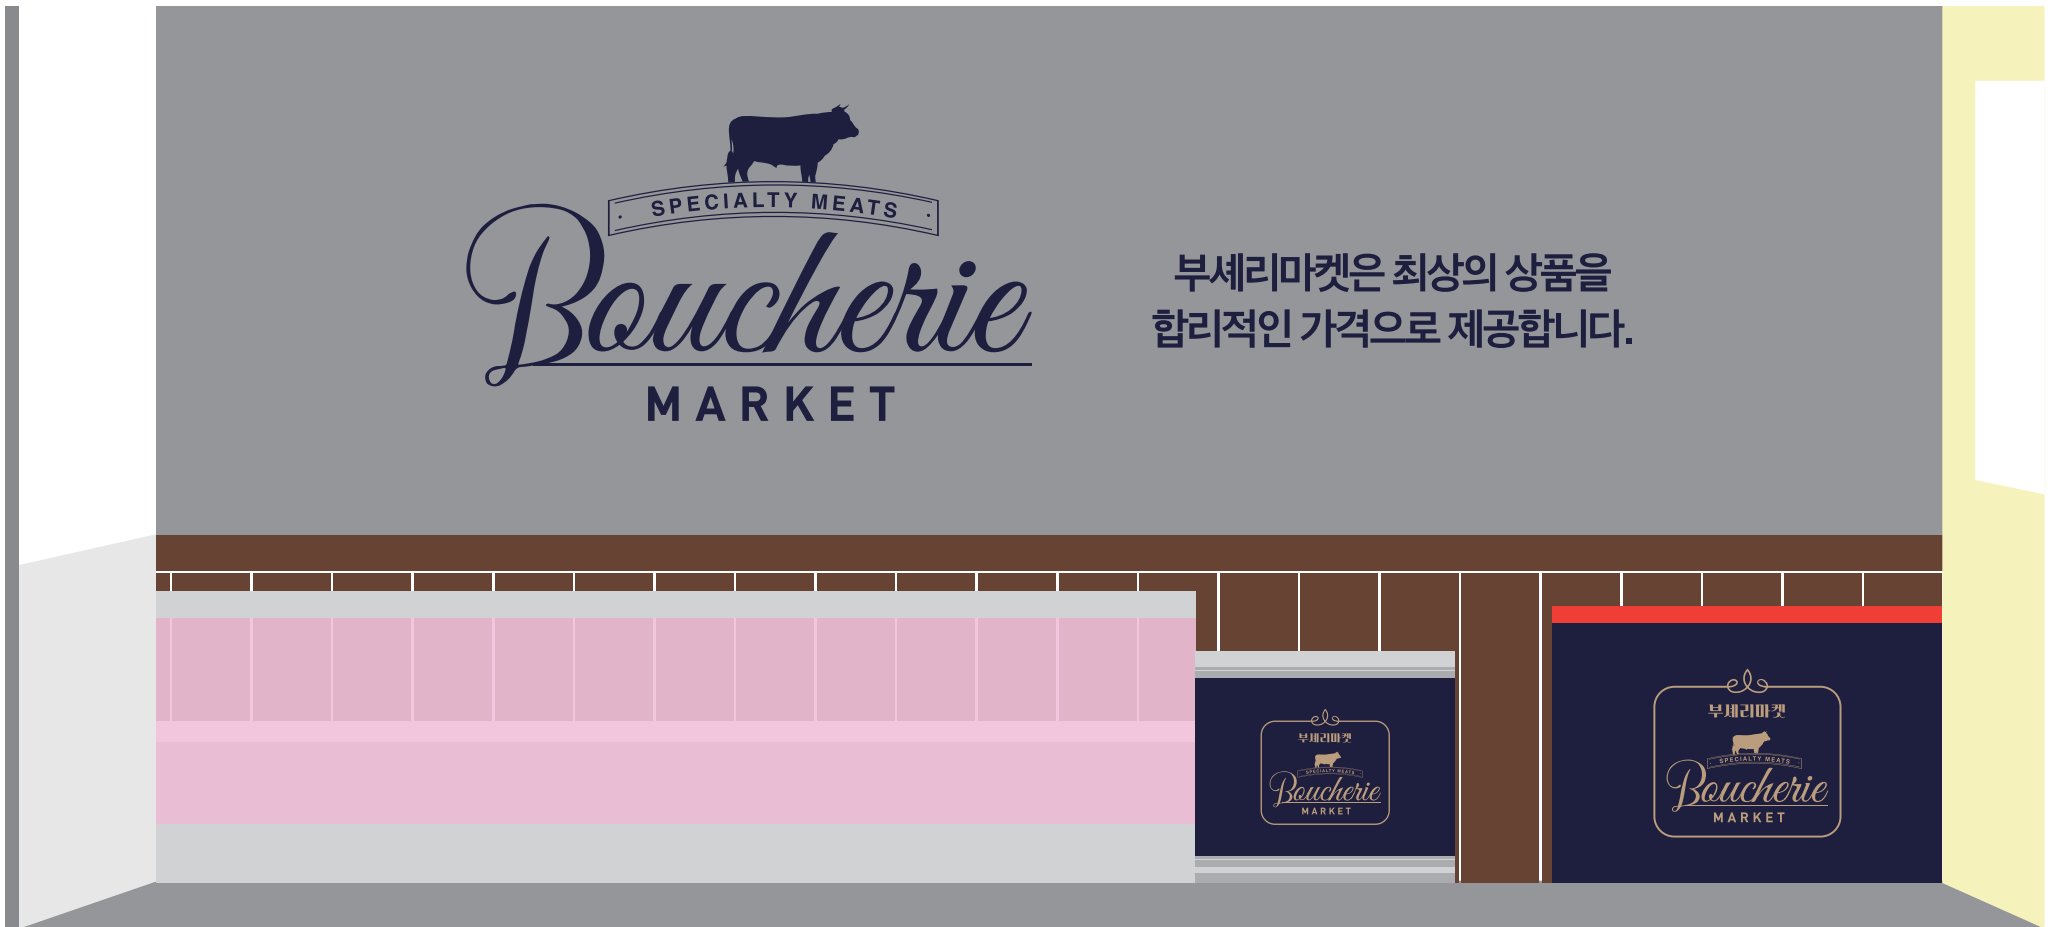 SPECIALTY MEATS
Boucherie
MARKET
부셰리마켓은 최상의 상품을
합리적인 가격으로 제공합니다.
부셰리마켓
SPECIALTY MEATS
Boucherie
MARKET
부셰리마켓
SPECIALTY MEATS
Boucherie
MARKET